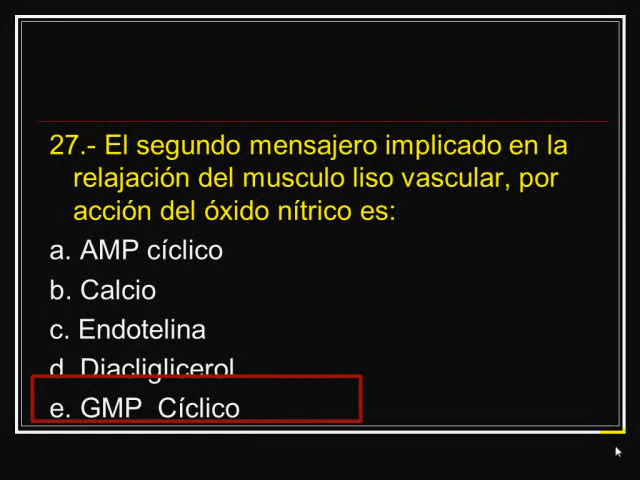 27.- El segundo mensajero implicado en la
relajación del musculo liso vascular, por
acción del óxido nítrico es:
a. AMP cíclico
b. Calcio
c. Endotelina
d. Diacliglicerol
e. GMP  Cíclico